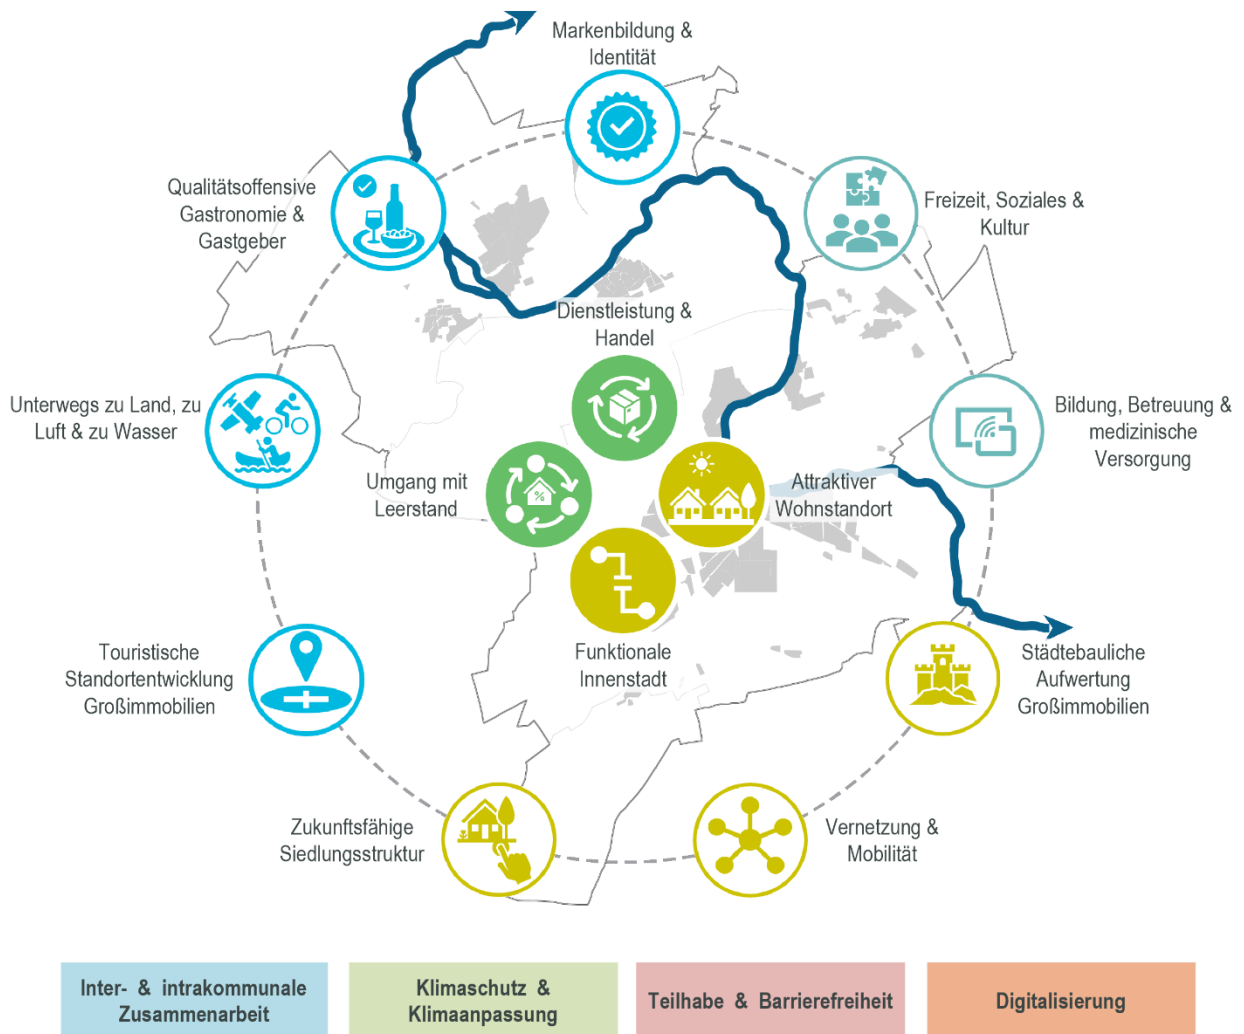 Markenbildung &
Identität
Qualitätsoffensive
Gastronomie &
Gastgeber
Freizeit, Soziales &
Kultur
Dienstleistung &
Handel
Unterwegs zu Land, zu
Luft & zu Wasser
Bildung, Betreuung &
medizinische
Versorgung
Umgang mit
Leerstand
%
Attraktiver
Wohnstandort
Funktionale
Innenstadt
Touristische
Standortentwicklung
Großimmobilien
Städtebauliche
Aufwertung
Großimmobilien
Zukunftsfähige
Siedlungsstruktur
Vernetzung &
Mobilität
Inter- & intrakommunale
Zusammenarbeit
Klimaschutz &
Klimaanpassung
Teilhabe & Barrierefreiheit
Digitalisierung